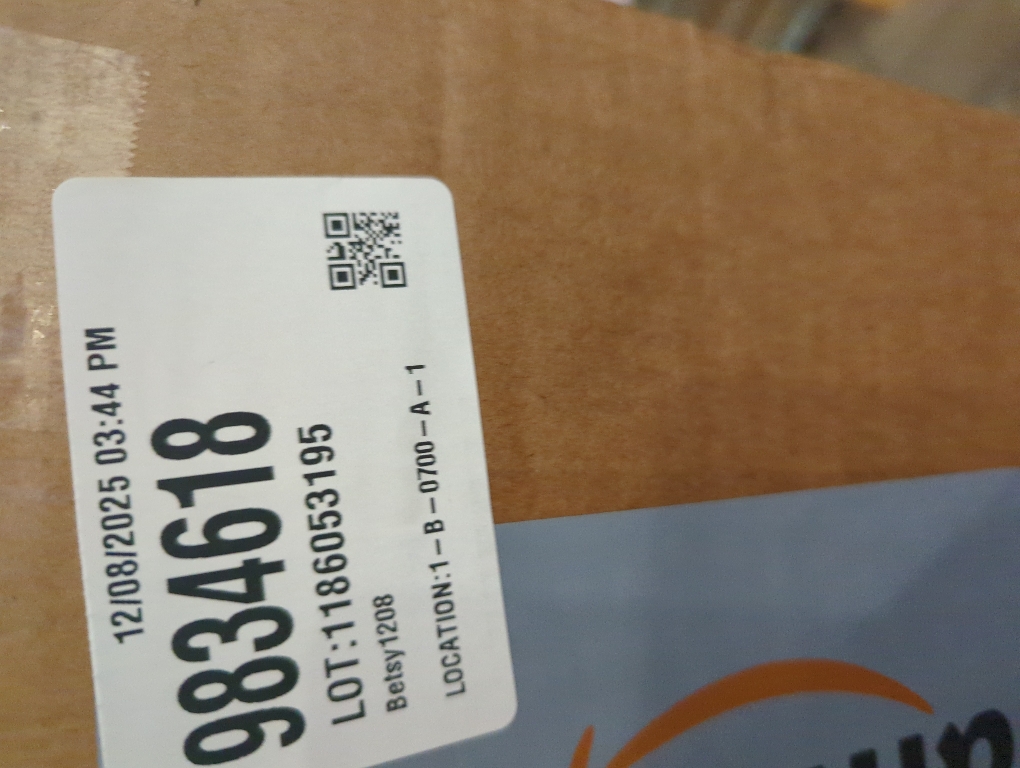 12/08/2025 03:44 PM
9834618
LOT:1186053195
Betsy1208
LOCATION:1-B-0700-A-1